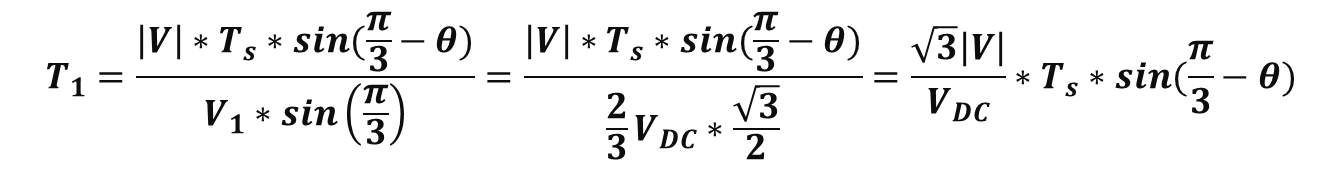 T₁ = |V| * Tₛ * sin(π/3 − θ) / V₁ * sin(π/3) = |V| * Tₛ * sin(π/3 − θ) / 2/3 V_DC * √3/2 = √3|V| / V_DC * Tₛ * sin(π/3 − θ)